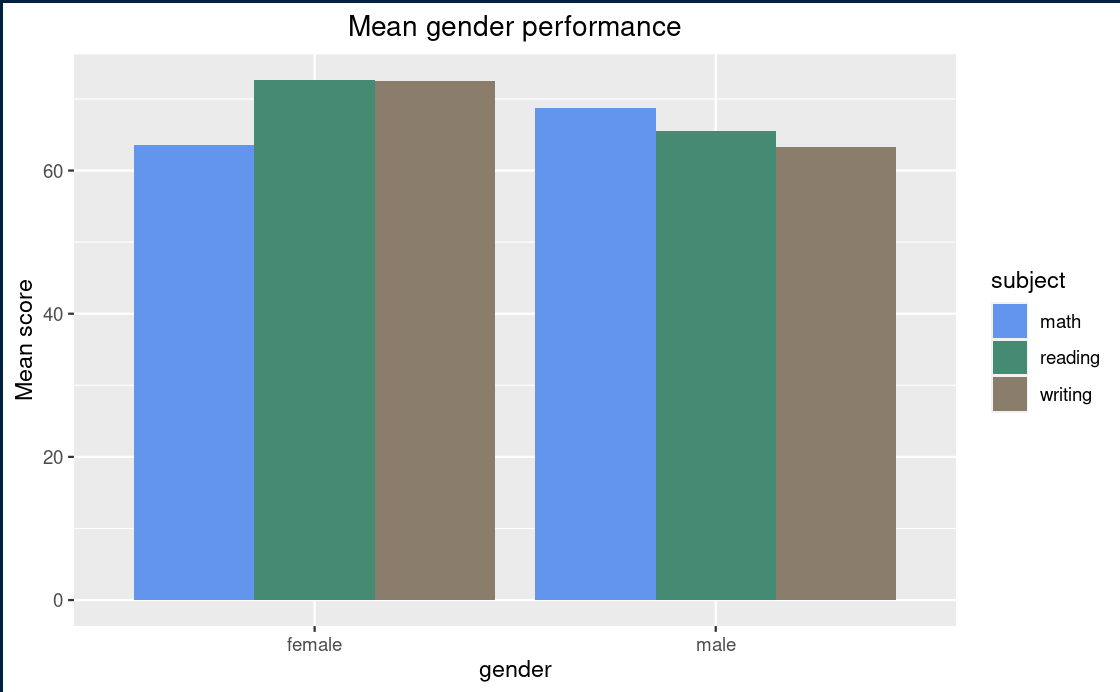 Mean gender performance
Mean score
60
40
20
0
female
male
gender
subject
math
reading
writing